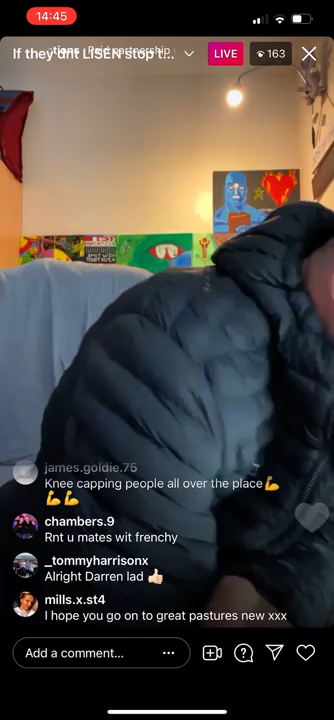 14:45
If they dnt LISEN stop t...
Paid partnership
LIVE
163
james.goldie.75
Knee capping people all over the place💪
💪💪
chambers.9
Rnt u mates wit frenchy
_tommyharrisonx
Alright Darren lad 👍🏻
mills.x.st4
I hope you go on to great pastures new xxx
Add a comment...